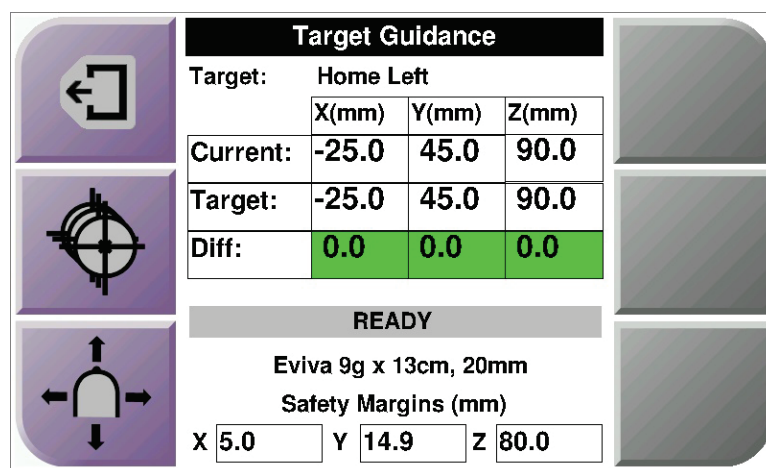 Target Guidance
Target: Home Left
X(mm) Y(mm) Z(mm)
Current: -25.0 45.0 90.0
Target: -25.0 45.0 90.0
Diff: 0.0 0.0 0.0
READY
Eviva 9g x 13cm, 20mm
Safety Margins (mm)
X 5.0 Y 14.9 Z 80.0